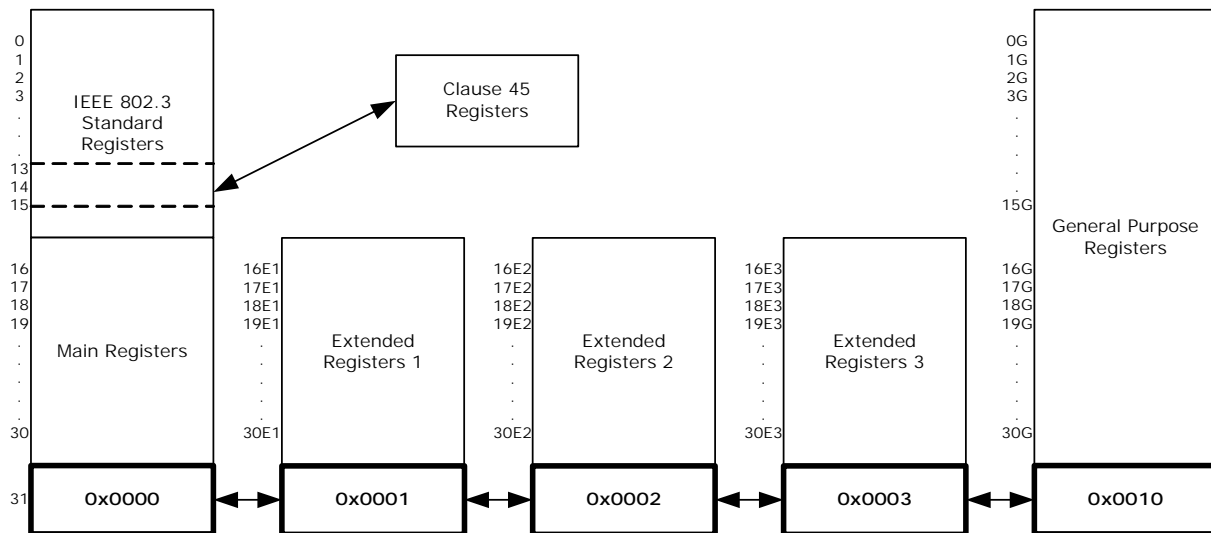 0
1
2
3
.
.
.
13
14
15
IEEE 802.3
Standard
Registers
Clause 45
Registers
0G
1G
2G
3G
.
.
.
.
.
15G
General Purpose
Registers
16
17
18
19
.
.
.
.
.
30
Main Registers
16E1
17E1
18E1
19E1
.
.
.
.
.
30E1
Extended
Registers 1
16E2
17E2
18E2
19E2
.
.
.
.
.
30E2
Extended
Registers 2
16E3
17E3
18E3
19E3
.
.
.
.
.
30E3
Extended
Registers 3
16G
17G
18G
19G
.
.
.
.
.
30G
31
0x0000
0x0001
0x0002
0x0003
0x0010